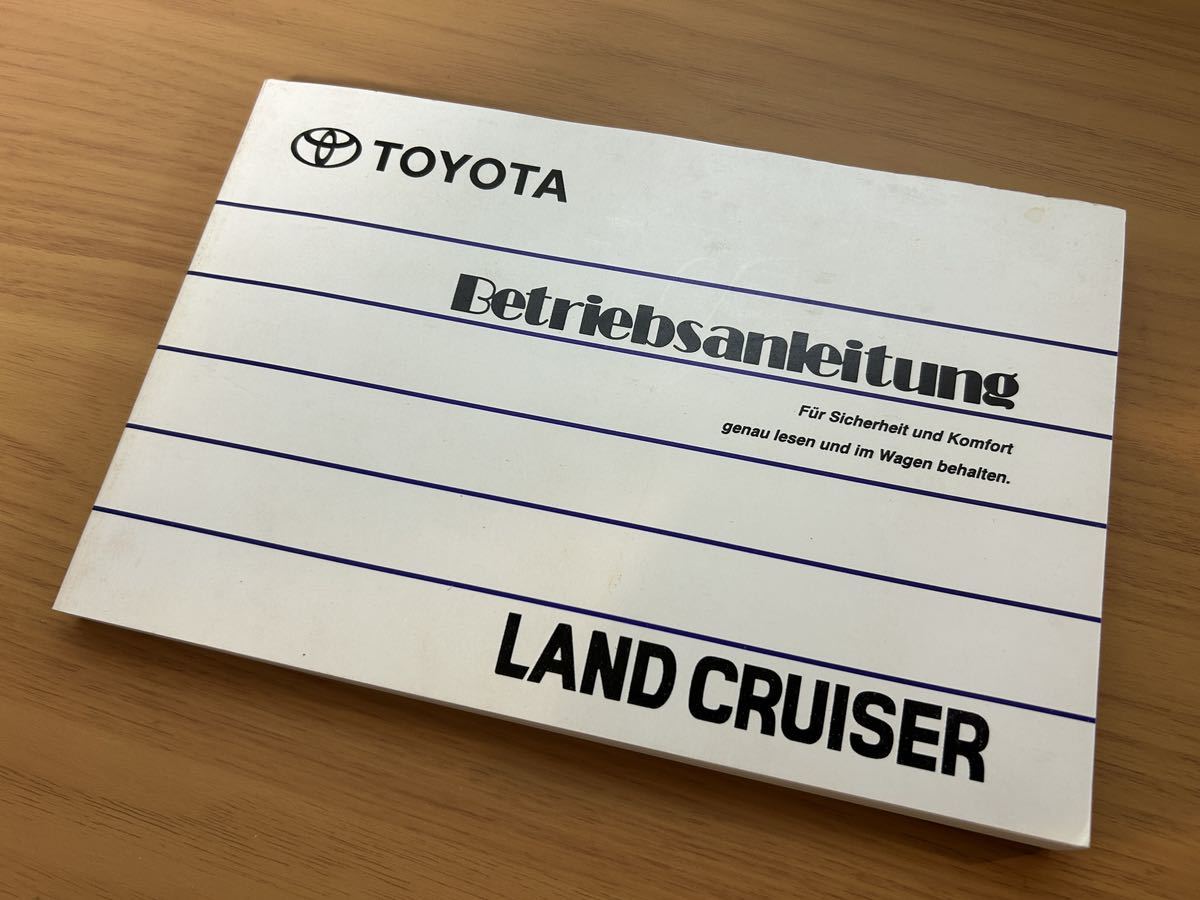 TOYOTA
Betriebsanleitung
Für Sicherheit und Komfort
genau lesen und im Wagen behalten.
LAND CRUISER